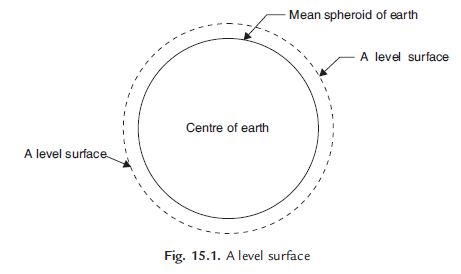 Mean spheroid of earth
A level surface
Centre of earth
A level surface
Fig. 15.1. A level surface